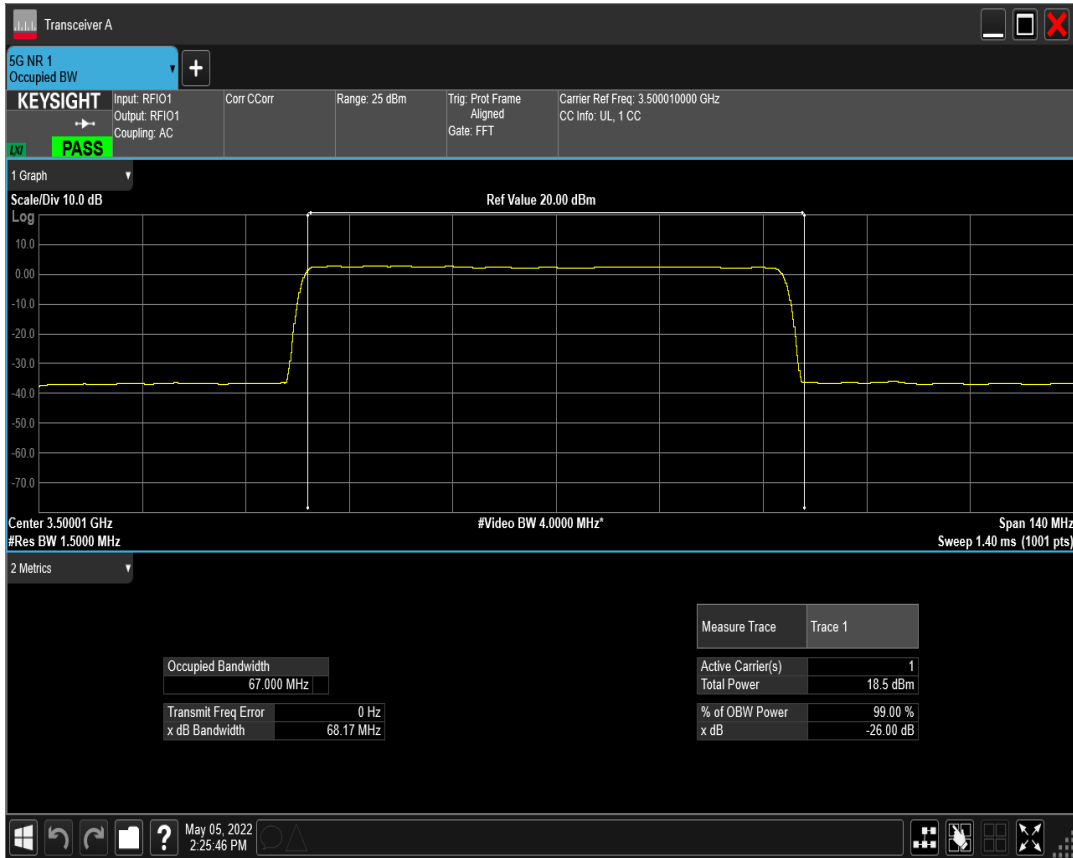 Transceiver A
5G NR 1
Occupied BW
+
KEYSIGHT
LXI
PASS
Input: RFIO1
Output: RFIO1
Coupling: AC
Corr CCorr
Range: 25 dBm
Trig: Prot Frame
Aligned
Gate: FFT
Carrier Ref Freq: 3.500010000 GHz
CC Info: UL, 1 CC
1 Graph
Scale/Div 10.0 dB
Ref Value 20.00 dBm
Log
10.0
0.00
-10.0
-20.0
-30.0
-40.0
-50.0
-60.0
-70.0
Center 3.50001 GHz
#Video BW 4.0000 MHz*
Span 140 MHz
#Res BW 1.5000 MHz
Sweep 1.40 ms (1001 pts)
2 Metrics
Measure Trace Trace 1
Occupied Bandwidth
67.000 MHz
Active Carrier(s) 1
Total Power 18.5 dBm
Transmit Freq Error 0 Hz
x dB Bandwidth 68.17 MHz
% of OBW Power 99.00 %
x dB -26.00 dB
?
May 05, 2022
2:25:46 PM